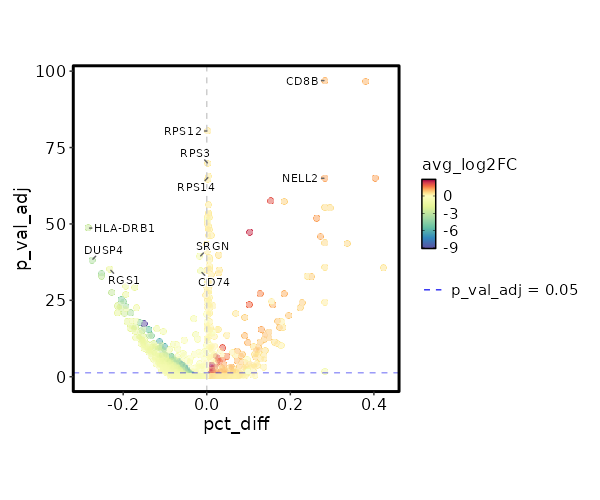 100
75
50
25
0
p_val_adj
CD8B
RPS12
RPS3
NELL2
RPS14
HLA-DRB1
SRGN
DUSP4
RGS1
CD74
-0.2
0.0
0.2
0.4
pct_diff
avg_log2FC
0
-3
-6
-9
p_val_adj = 0.05